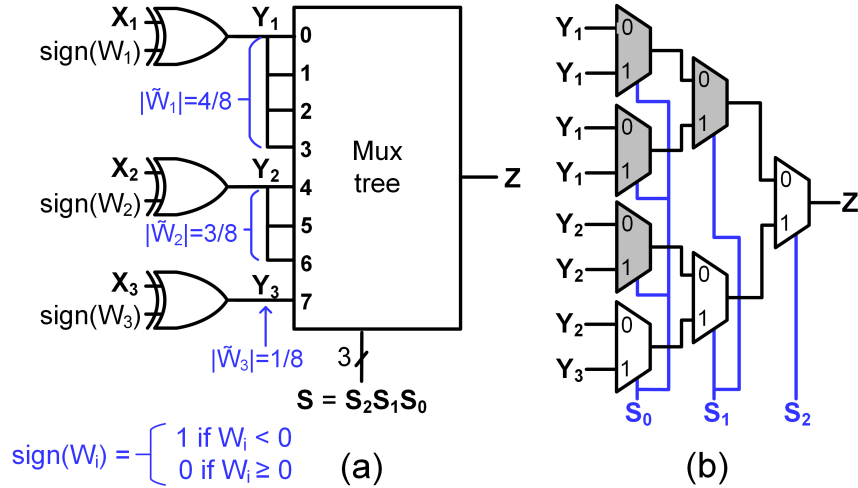 X₁
sign(W₁)
Y₁
|W̃₁|=4/8
X₂
sign(W₂)
Y₂
|W̃₂|=3/8
X₃
sign(W₃)
Y₃
|W̃₃|=1/8
0
1
2
3
4
5
6
7
Mux
tree
Z
3
S = S₂S₁S₀
sign(Wᵢ) =
1 if Wᵢ < 0
0 if Wᵢ ≥ 0
(a)
Y₁ 0
Y₁ 1
Y₁ 0
Y₁ 1
Y₂ 0
Y₂ 1
Y₂ 0
Y₃ 1
0
1
0
1
0
1
Z
S₀ S₁ S₂
(b)